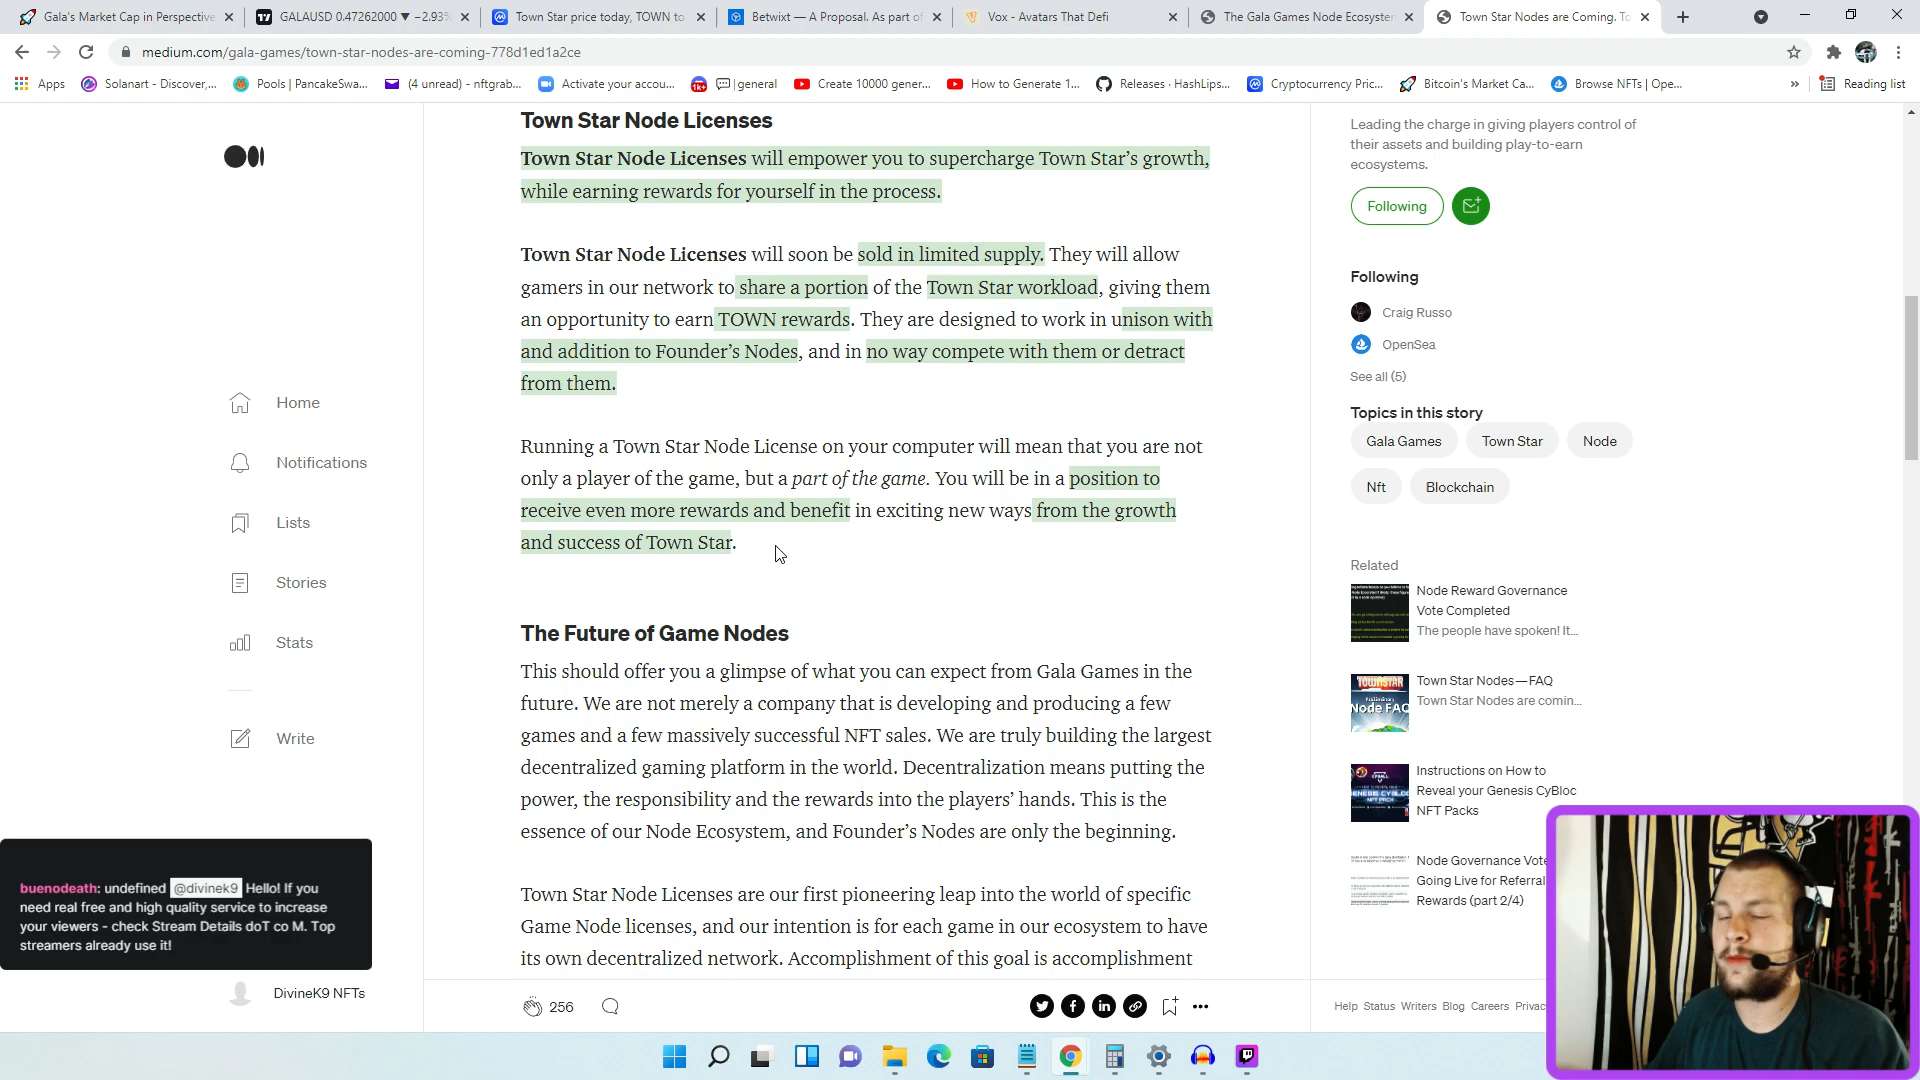 Gala's Market Cap in Perspective
GALAUSD 0.47262000 ▼ −2.93%
Town Star price today, TOWN to
Betwixt — A Proposal. As part of
Vox - Avatars That Defi
The Gala Games Node Ecosystem
Town Star Nodes are Coming. To
medium.com/gala-games/town-star-nodes-are-coming-778d1ed1a2ce
Apps
Solanart - Discover,...
Pools | PancakeSwa...
(4 unread) - nftgrab...
Activate your accou...
1k+
| general
Create 10000 gener...
How to Generate 1...
Releases · HashLips...
Cryptocurrency Pric...
Bitcoin's Market Ca...
Browse NFTs | Ope...
»
Reading list
Home
Notifications
Lists
Stories
Stats
Write
buenodeath: undefined @divinek9 Hello! If you
need real free and high quality service to increase
your viewers - check Stream Details doT co M. Top
streamers already use it!
DivineK9 NFTs
Town Star Node Licenses
Town Star Node Licenses will empower you to supercharge Town Star’s growth,
while earning rewards for yourself in the process.
Town Star Node Licenses will soon be sold in limited supply. They will allow
gamers in our network to share a portion of the Town Star workload, giving them
an opportunity to earn TOWN rewards. They are designed to work in unison with
and addition to Founder’s Nodes, and in no way compete with them or detract
from them.
Running a Town Star Node License on your computer will mean that you are not
only a player of the game, but a part of the game. You will be in a position to
receive even more rewards and benefit in exciting new ways from the growth
and success of Town Star.
The Future of Game Nodes
This should offer you a glimpse of what you can expect from Gala Games in the
future. We are not merely a company that is developing and producing a few
games and a few massively successful NFT sales. We are truly building the largest
decentralized gaming platform in the world. Decentralization means putting the
power, the responsibility and the rewards into the players’ hands. This is the
essence of our Node Ecosystem, and Founder’s Nodes are only the beginning.
Town Star Node Licenses are our first pioneering leap into the world of specific
Game Node licenses, and our intention is for each game in our ecosystem to have
its own decentralized network. Accomplishment of this goal is accomplishment
256
Leading the charge in giving players control of
their assets and building play-to-earn
ecosystems.
Following
Following
Craig Russo
OpenSea
See all (5)
Topics in this story
Gala Games
Town Star
Node
Nft
Blockchain
Related
Node Reward Governance
Vote Completed
The people have spoken! It...
TOWNSTAR
Preliminary
Node FAQ
Town Star Nodes — FAQ
Town Star Nodes are comin...
Instructions on How to
Reveal your Genesis CyBloc
NFT Packs
Node Governance Vote
Going Live for Referral
Rewards (part 2/4)
Help Status Writers Blog Careers Privac